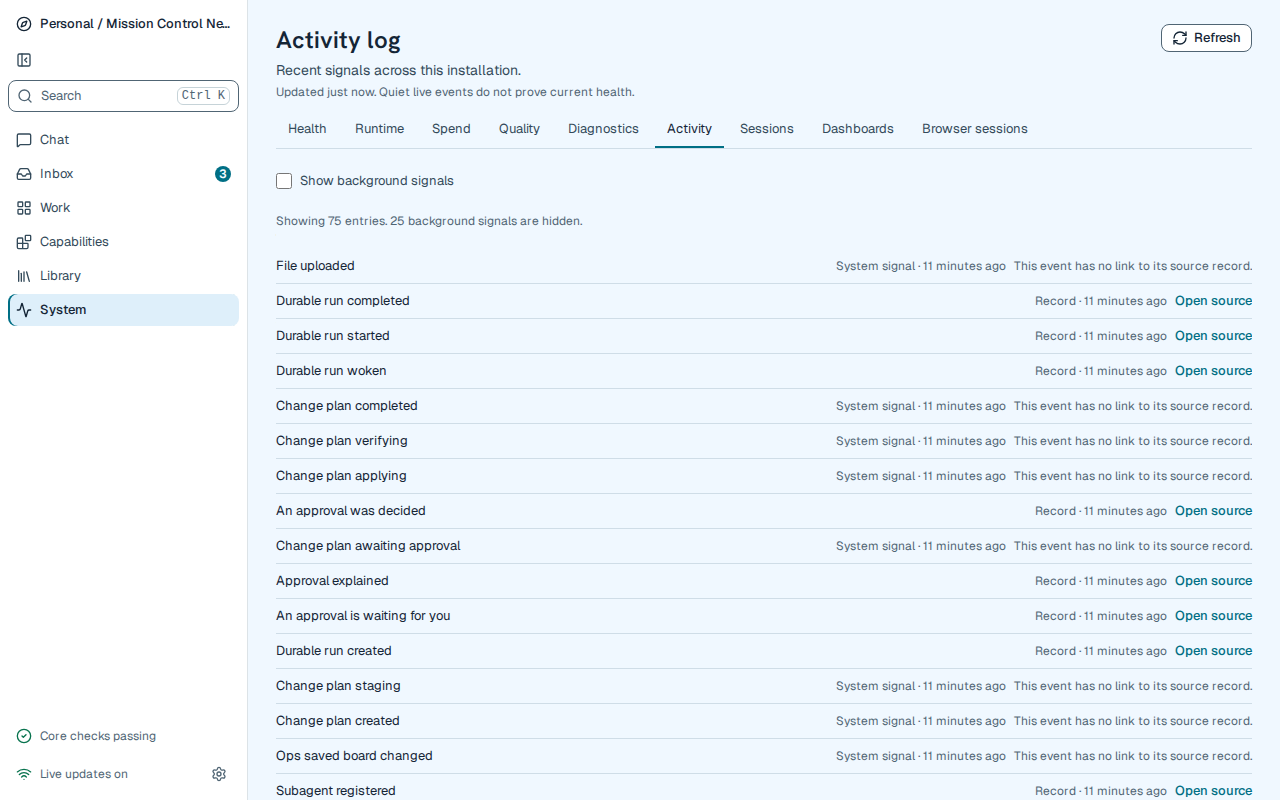 Personal / Mission Control Ne…
Search
Ctrl K
Chat
Inbox
3
Work
Capabilities
Library
System
Core checks passing
Live updates on
Activity log
Refresh
Recent signals across this installation.
Updated just now. Quiet live events do not prove current health.
Health
Runtime
Spend
Quality
Diagnostics
Activity
Sessions
Dashboards
Browser sessions
Show background signals
Showing 75 entries. 25 background signals are hidden.
File uploaded System signal · 11 minutes ago This event has no link to its source record.
Durable run completed Record · 11 minutes ago Open source
Durable run started Record · 11 minutes ago Open source
Durable run woken Record · 11 minutes ago Open source
Change plan completed System signal · 11 minutes ago This event has no link to its source record.
Change plan verifying System signal · 11 minutes ago This event has no link to its source record.
Change plan applying System signal · 11 minutes ago This event has no link to its source record.
An approval was decided Record · 11 minutes ago Open source
Change plan awaiting approval System signal · 11 minutes ago This event has no link to its source record.
Approval explained Record · 11 minutes ago Open source
An approval is waiting for you Record · 11 minutes ago Open source
Durable run created Record · 11 minutes ago Open source
Change plan staging System signal · 11 minutes ago This event has no link to its source record.
Change plan created System signal · 11 minutes ago This event has no link to its source record.
Ops saved board changed System signal · 11 minutes ago This event has no link to its source record.
Subagent registered Record · 11 minutes ago Open source